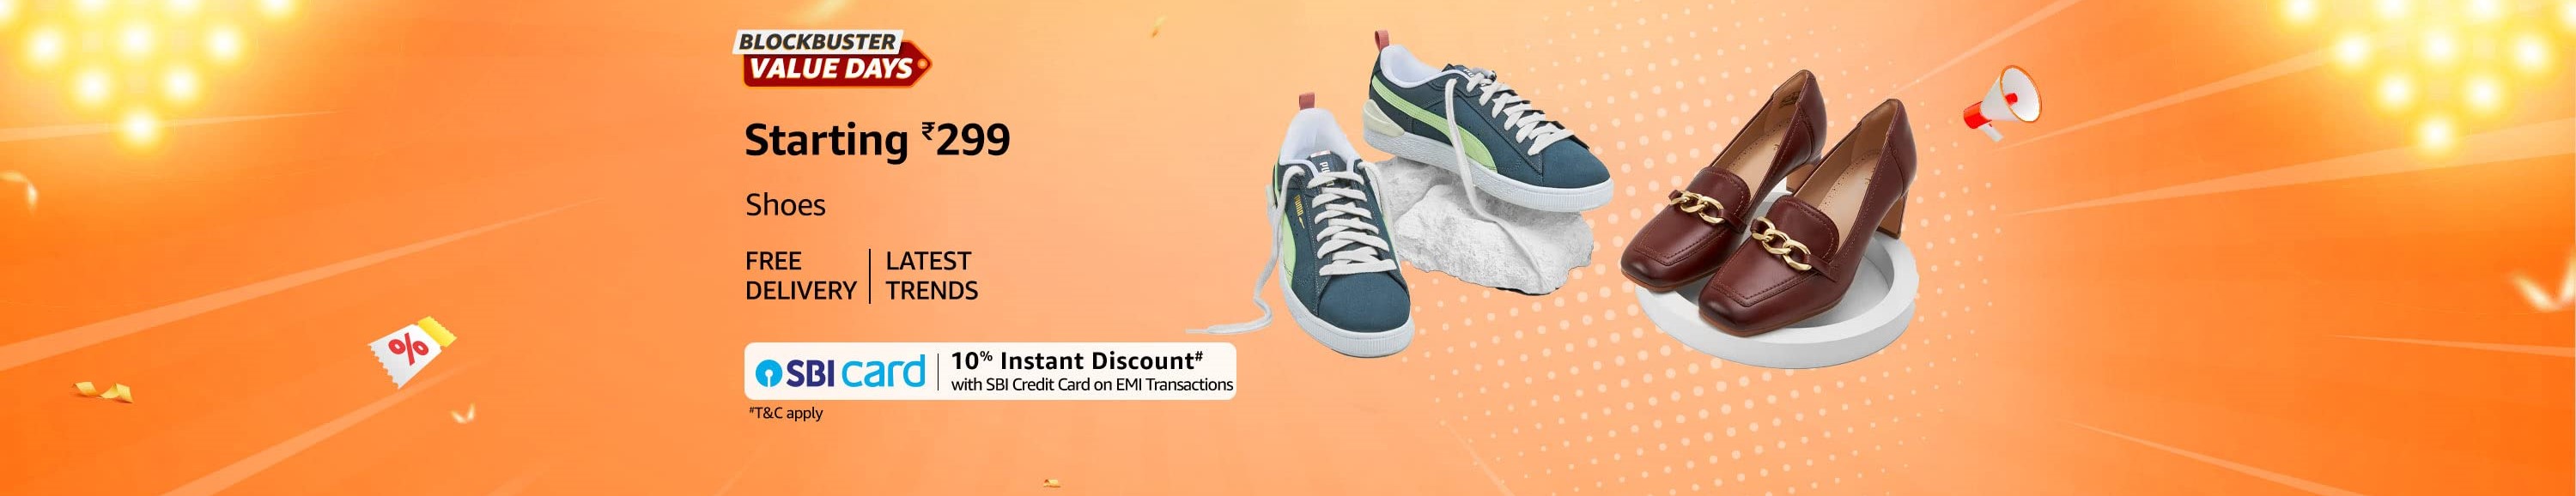 BLOCKBUSTER
VALUE DAYS
Starting ₹299
Shoes
FREE
DELIVERY
LATEST
TRENDS
SBI card
10% Instant Discount#
with SBI Credit Card on EMI Transactions
#T&C apply
%